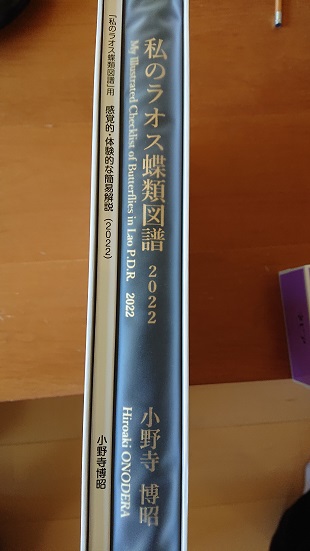 私のラオス蝶類図譜 2022
My Illustrated Checklist of Butterflies in Lao P.D.R 2022
小野寺 博昭
Hiroaki ONODERA
「私のラオス蝶類図譜」用 感覚的・体験的な簡易解説（2022）
小野寺博昭